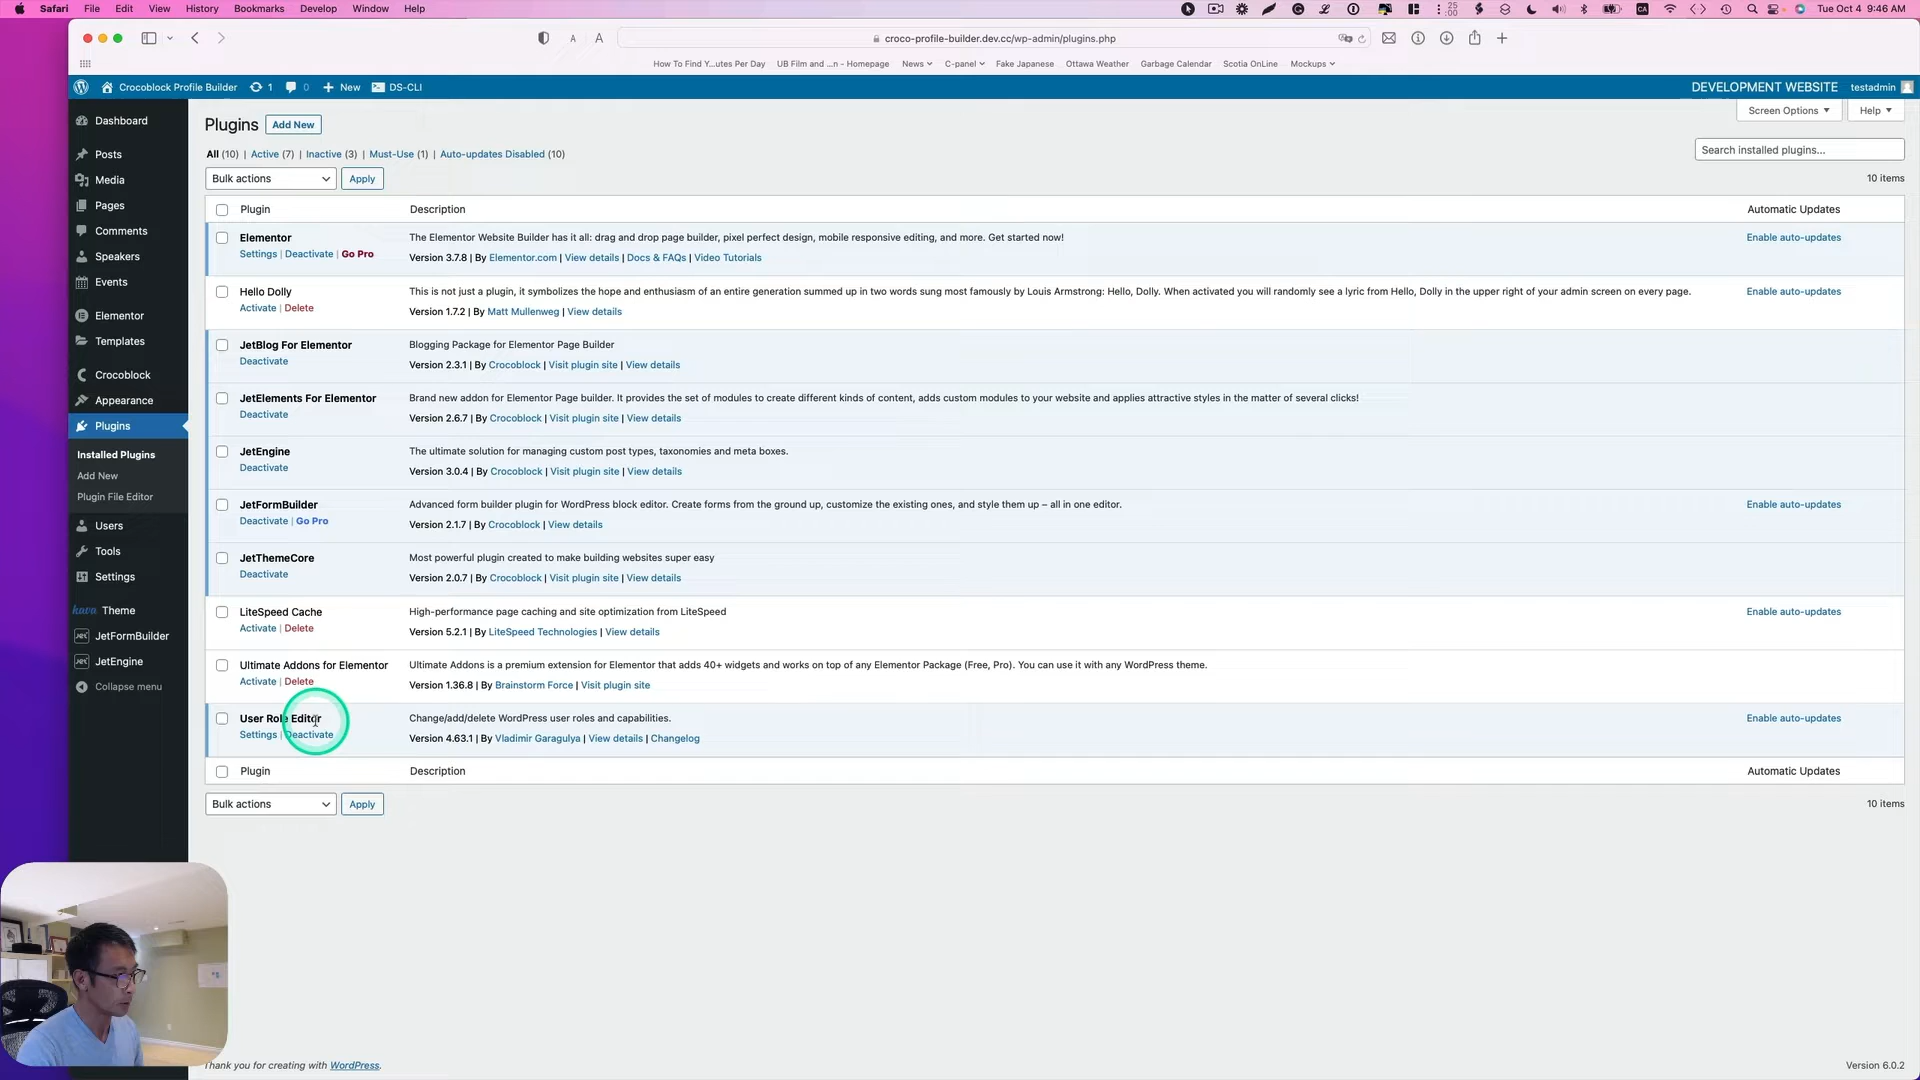 Safari File Edit View History Bookmarks Develop Window Help
25
:00
CA
Tue Oct 4 9:46 AM
A A
croco-profile-builder.dev.cc/wp-admin/plugins.php
How To Find Y...utes Per Day UB Film and ...n - Homepage News C-panel Fake Japanese Ottawa Weather Garbage Calendar Scotia OnLine Mockups
Crocoblock Profile Builder 1 0 New DS-CLI
DEVELOPMENT WEBSITE testadmin
Dashboard
Posts
Media
Pages
Comments
Speakers
Events
Elementor
Templates
Crocoblock
Appearance
Plugins
Installed Plugins
Add New
Plugin File Editor
Users
Tools
Settings
kava Theme
JetFormBuilder
JetEngine
Collapse menu
Plugins Add New
Screen Options Help
All (10) | Active (7) | Inactive (3) | Must-Use (1) | Auto-updates Disabled (10)
Search installed plugins...
Bulk actions Apply
10 items
Plugin Description Automatic Updates
Elementor The Elementor Website Builder has it all: drag and drop page builder, pixel perfect design, mobile responsive editing, and more. Get started now! Enable auto-updates
Settings | Deactivate | Go Pro Version 3.7.8 | By Elementor.com | View details | Docs & FAQs | Video Tutorials
Hello Dolly This is not just a plugin, it symbolizes the hope and enthusiasm of an entire generation summed up in two words sung most famously by Louis Armstrong: Hello, Dolly. When activated you will randomly see a lyric from Hello, Dolly in the upper right of your admin screen on every page. Enable auto-updates
Activate | Delete Version 1.7.2 | By Matt Mullenweg | View details
JetBlog For Elementor Blogging Package for Elementor Page Builder
Deactivate Version 2.3.1 | By Crocoblock | Visit plugin site | View details
JetElements For Elementor Brand new addon for Elementor Page builder. It provides the set of modules to create different kinds of content, adds custom modules to your website and applies attractive styles in the matter of several clicks!
Deactivate Version 2.6.7 | By Crocoblock | Visit plugin site | View details
JetEngine The ultimate solution for managing custom post types, taxonomies and meta boxes.
Deactivate Version 3.0.4 | By Crocoblock | Visit plugin site | View details
JetFormBuilder Advanced form builder plugin for WordPress block editor. Create forms from the ground up, customize the existing ones, and style them up – all in one editor. Enable auto-updates
Deactivate | Go Pro Version 2.1.7 | By Crocoblock | View details
JetThemeCore Most powerful plugin created to make building websites super easy
Deactivate Version 2.0.7 | By Crocoblock | Visit plugin site | View details
LiteSpeed Cache High-performance page caching and site optimization from LiteSpeed Enable auto-updates
Activate | Delete Version 5.2.1 | By LiteSpeed Technologies | View details
Ultimate Addons for Elementor Ultimate Addons is a premium extension for Elementor that adds 40+ widgets and works on top of any Elementor Package (Free, Pro). You can use it with any WordPress theme.
Activate | Delete Version 1.36.8 | By Brainstorm Force | Visit plugin site
User Role Editor Change/add/delete WordPress user roles and capabilities. Enable auto-updates
Settings | Deactivate Version 4.63.1 | By Vladimir Garagulya | View details | Changelog
Plugin Description Automatic Updates
Bulk actions Apply
10 items
Thank you for creating with WordPress.
Version 6.0.2